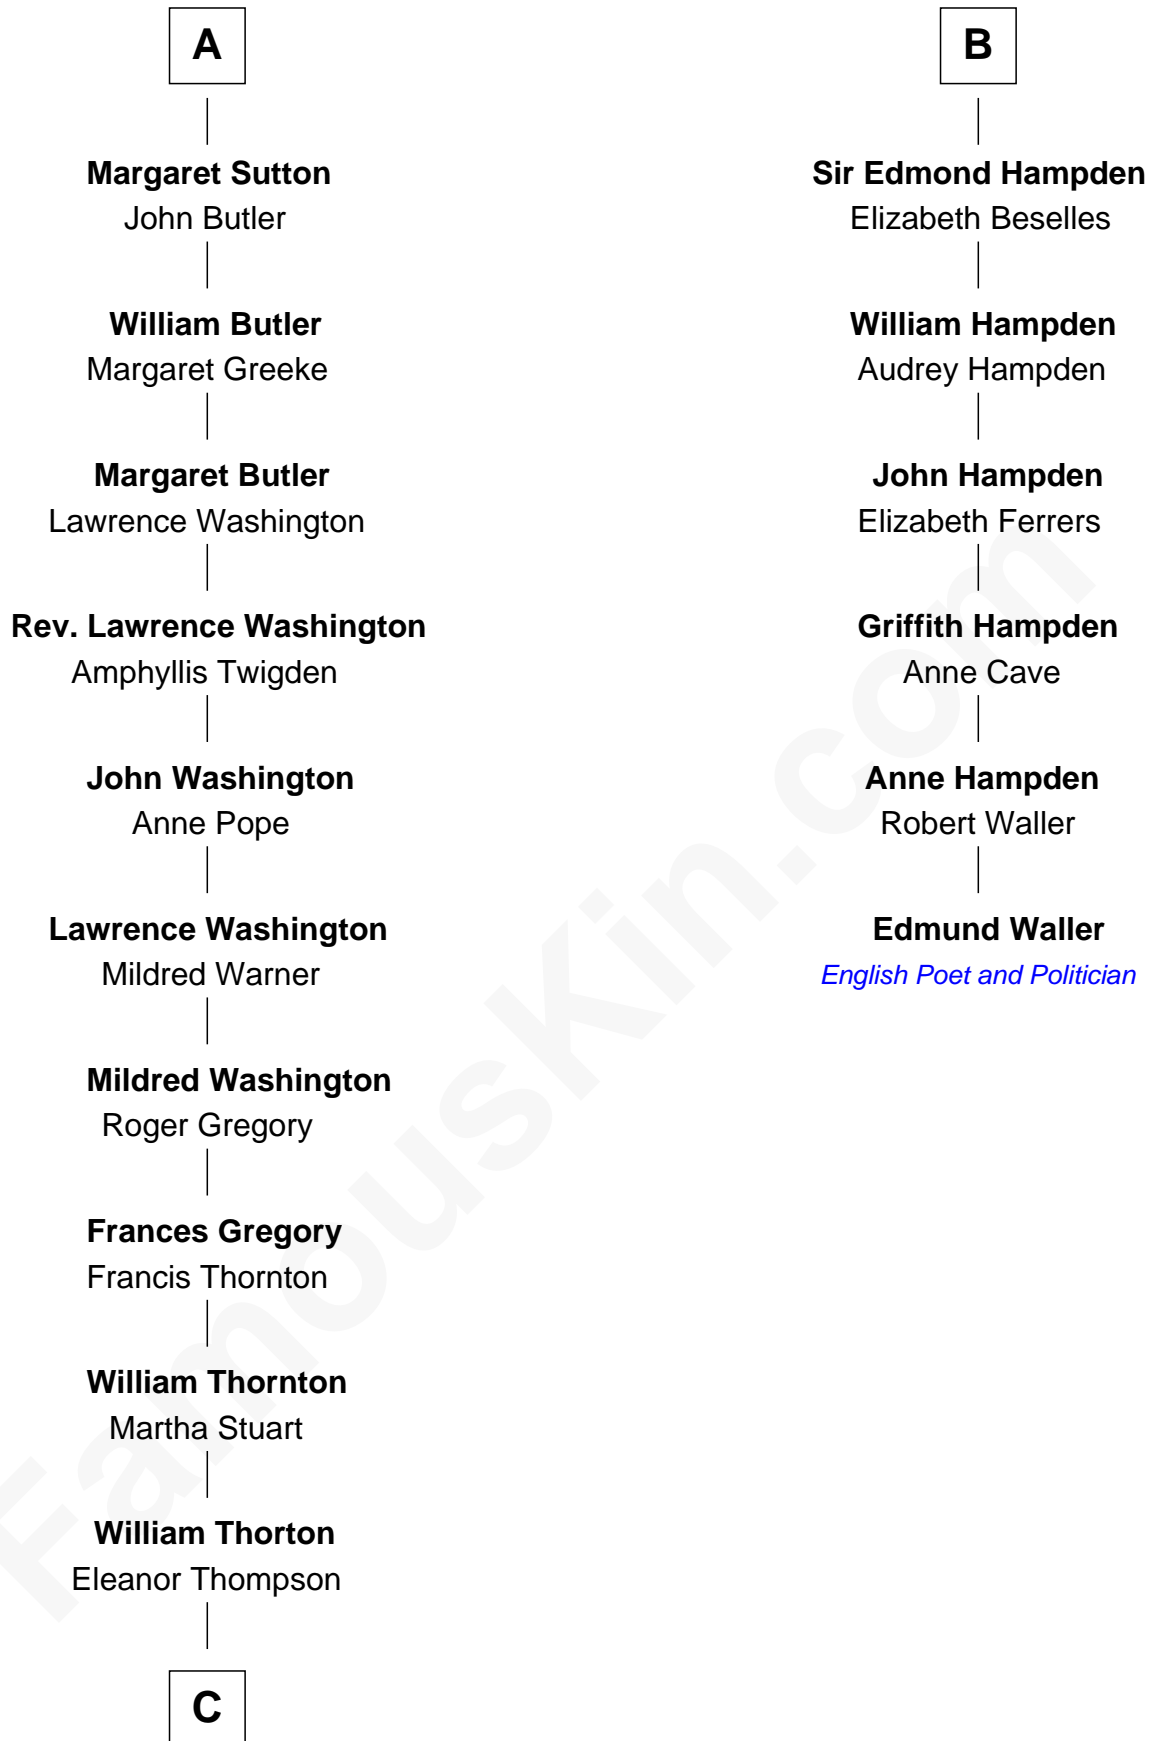 A
Margaret Sutton
John Butler
William Butler
Margaret Greeke
Margaret Butler
Lawrence Washington
Rev. Lawrence Washington
Amphyllis Twigden
John Washington
Anne Pope
Lawrence Washington
Mildred Warner
Mildred Washington
Roger Gregory
Frances Gregory
Francis Thornton
William Thornton
Martha Stuart
William Thorton
Eleanor Thompson
C
B
Sir Edmond Hampden
Elizabeth Beselles
William Hampden
Audrey Hampden
John Hampden
Elizabeth Ferrers
Griffith Hampden
Anne Cave
Anne Hampden
Robert Waller
Edmund Waller
English Poet and Politician
FamousKin.com